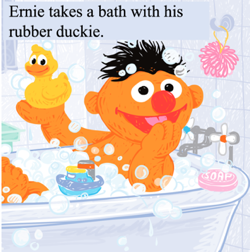 Ernie takes a bath with his
rubber duckie.
SOAP